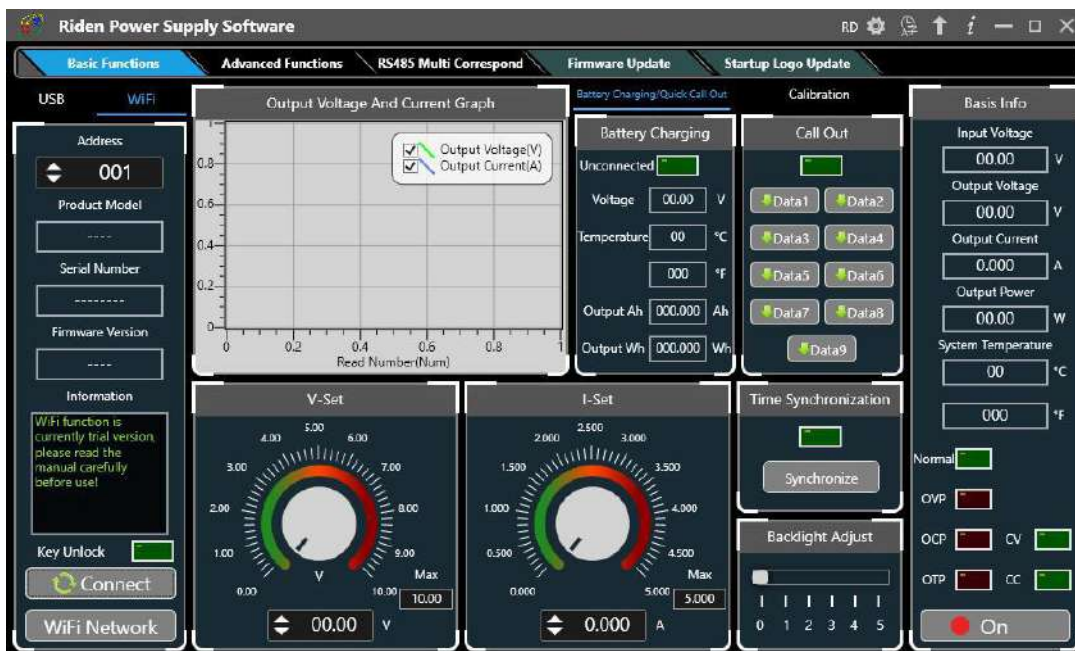 Riden Power Supply Software
RD
Basic Functions
Advanced Functions
RS485 Multi Correspond
Firmware Update
Startup Logo Update
USB
WiFi
Address
001
Product Model
----
Serial Number
--------
Firmware Version
----
Information
WiFi function is
currently trial version,
please read the
manual carefully
before use!
Key Unlock
Connect
WiFi Network
Output Voltage And Current Graph
Output Voltage(V)
Output Current(A)
1
0.8
0.6
0.4
0.2
0
0 0.2 0.4 0.6 0.8 1
Read Number(Num)
Battery Charging/Quick Call Out
Calibration
Battery Charging
Unconnected
Voltage 00.00 V
Temperature 00 °C
000 °F
Output Ah 000.000 Ah
Output Wh 000.000 Wh
Call Out
Data1 Data2
Data3 Data4
Data5 Data6
Data7 Data8
Data9
V-Set
0.00 1.00 2.00 3.00 4.00 5.00 6.00 7.00 8.00 9.00 10.00
V
Max
10.00
00.00 V
I-Set
0.000 0.500 1.000 1.500 2.000 2.500 3.000 3.500 4.000 4.500 5.000
A
Max
5.000
0.000 A
Time Synchronization
Synchronize
Backlight Adjust
0 1 2 3 4 5
Basis Info
Input Voltage
00.00 V
Output Voltage
00.00 V
Output Current
0.000 A
Output Power
00.00 W
System Temperature
00 °C
000 °F
Normal
OVP
OCP CV
OTP CC
On